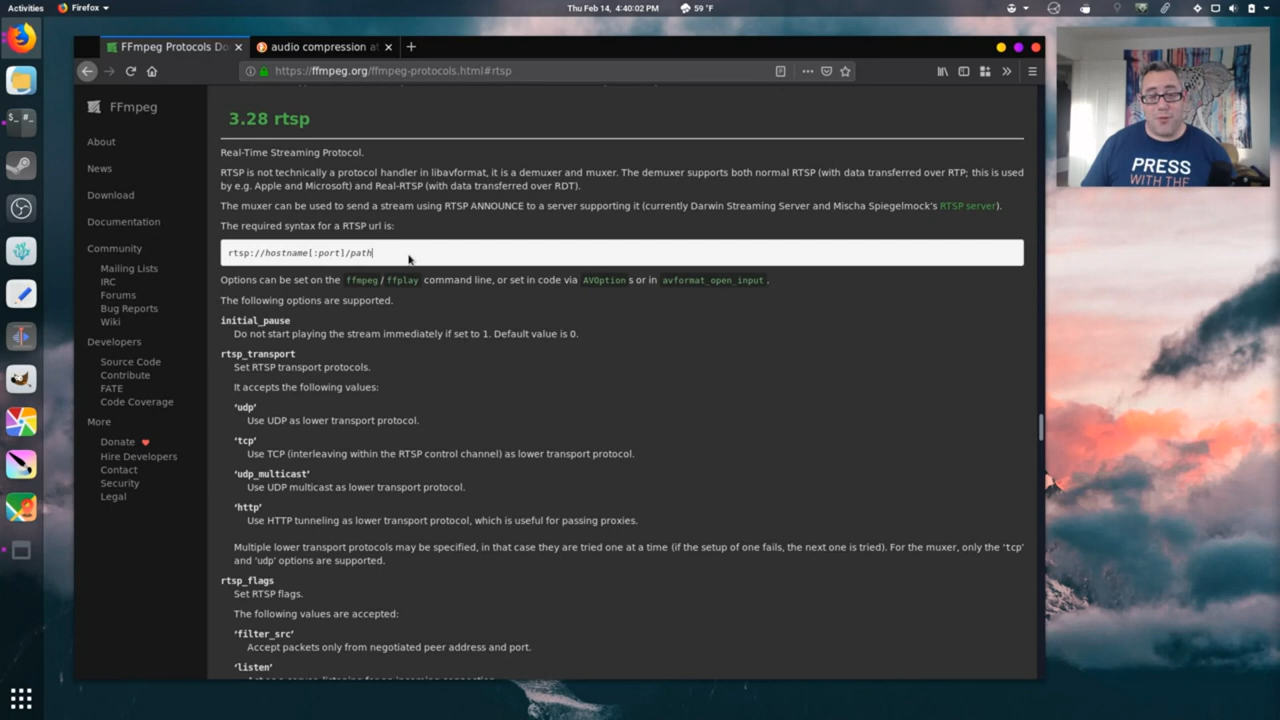 Activities
Firefox
Thu Feb 14, 4:40:02 PM
59 °F
FFmpeg Protocols Do
audio compression at
https://ffmpeg.org/ffmpeg-protocols.html#rtsp
FFmpeg
About
News
Download
Documentation
Community
Mailing Lists
IRC
Forums
Bug Reports
Wiki
Developers
Source Code
Contribute
FATE
Code Coverage
More
Donate
Hire Developers
Contact
Security
Legal
3.28 rtsp
Real-Time Streaming Protocol.
RTSP is not technically a protocol handler in libavformat, it is a demuxer and muxer. The demuxer supports both normal RTSP (with data transferred over RTP; this is used
by e.g. Apple and Microsoft) and Real-RTSP (with data transferred over RDT).
The muxer can be used to send a stream using RTSP ANNOUNCE to a server supporting it (currently Darwin Streaming Server and Mischa Spiegelmock's RTSP server).
The required syntax for a RTSP url is:
rtsp://hostname[:port]/path
Options can be set on the ffmpeg/ffplay command line, or set in code via AVOptions or in avformat_open_input.
The following options are supported.
initial_pause
Do not start playing the stream immediately if set to 1. Default value is 0.
rtsp_transport
Set RTSP transport protocols.
It accepts the following values:
‘udp’
Use UDP as lower transport protocol.
‘tcp’
Use TCP (interleaving within the RTSP control channel) as lower transport protocol.
‘udp_multicast’
Use UDP multicast as lower transport protocol.
‘http’
Use HTTP tunneling as lower transport protocol, which is useful for passing proxies.
Multiple lower transport protocols may be specified, in that case they are tried one at a time (if the setup of one fails, the next one is tried). For the muxer, only the ‘tcp’
and ‘udp’ options are supported.
rtsp_flags
Set RTSP flags.
The following values are accepted:
‘filter_src’
Accept packets only from negotiated peer address and port.
‘listen’
PRESS
WITH THE